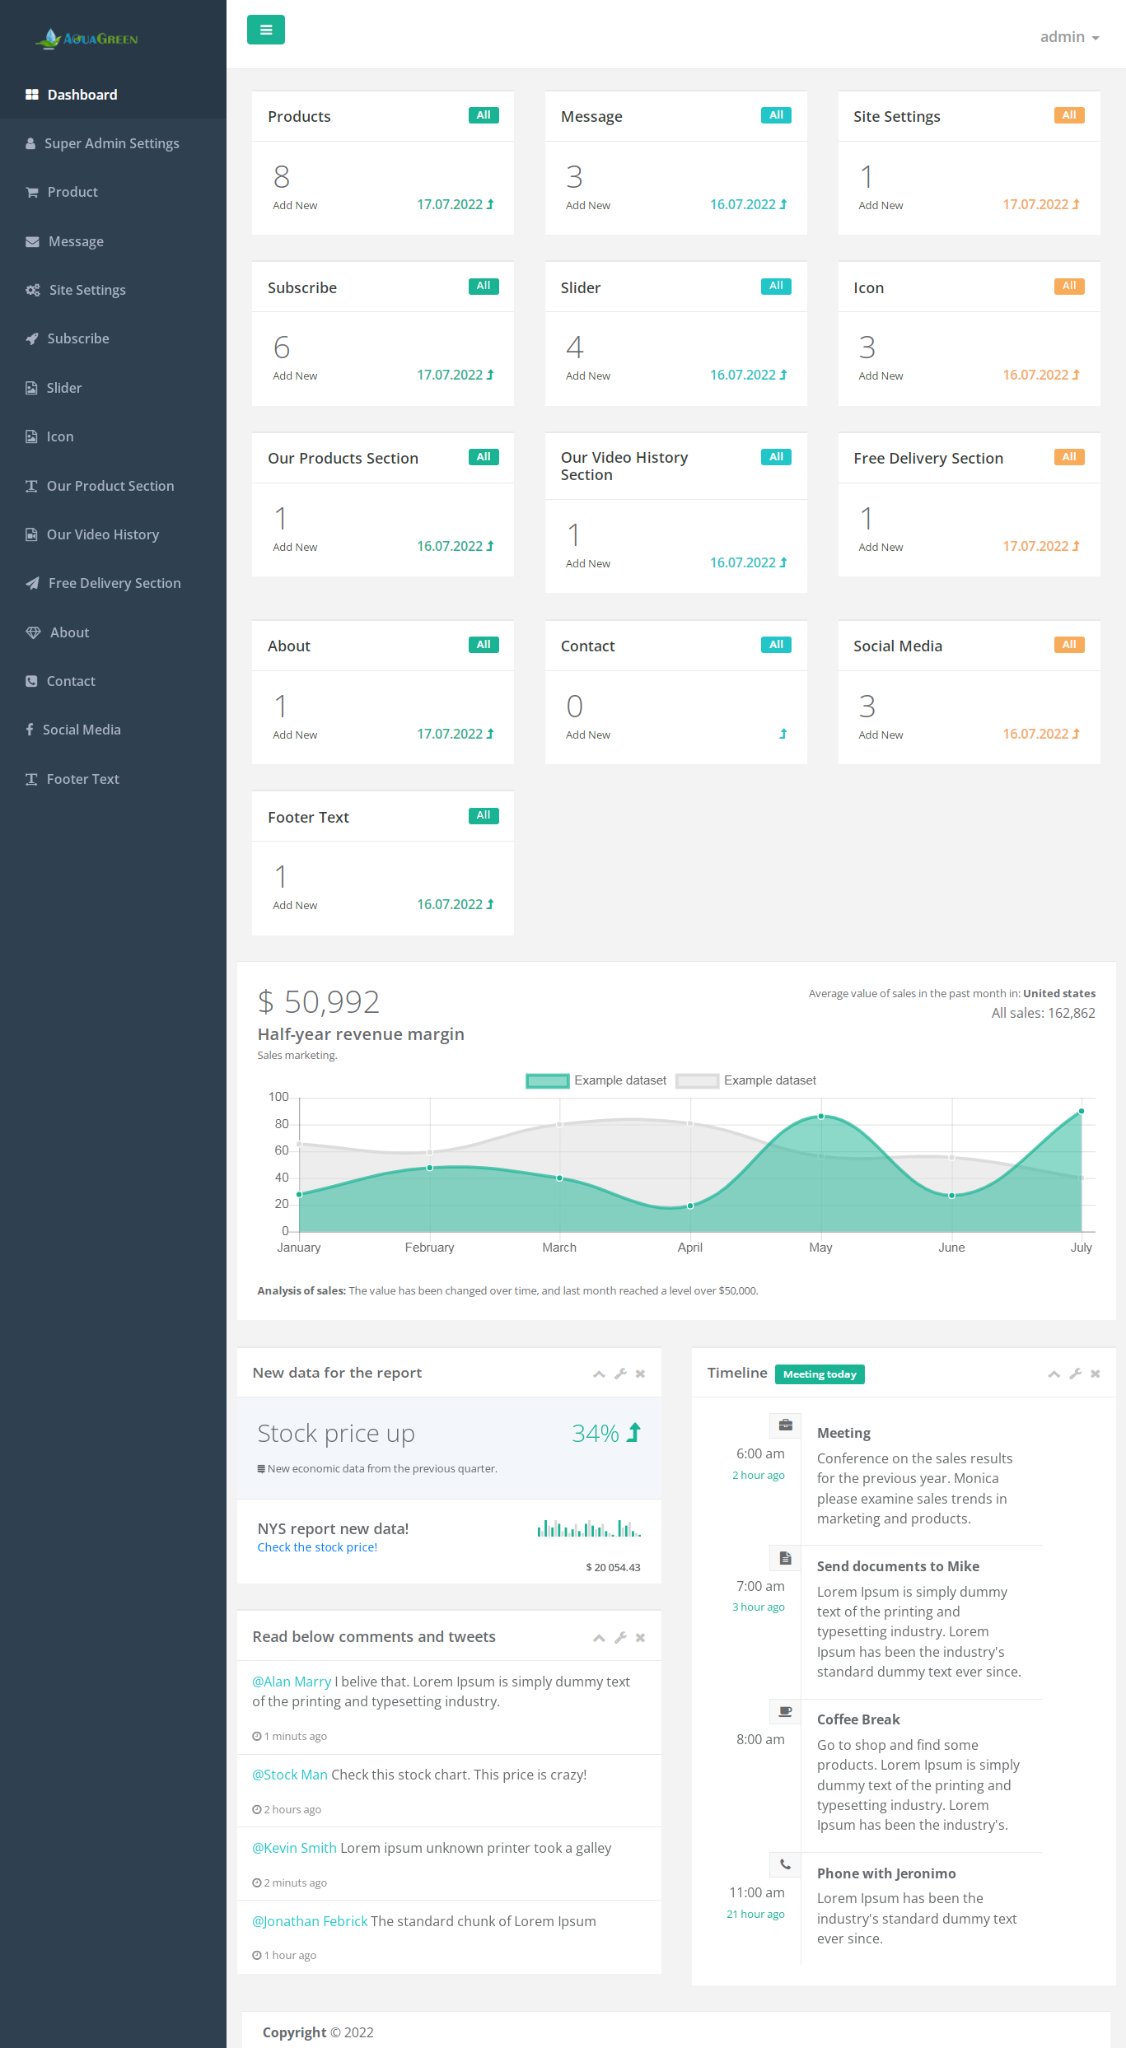 AQUAGREEN
admin
Dashboard
Super Admin Settings
Product
Message
Site Settings
Subscribe
Slider
Icon
Our Product Section
Our Video History
Free Delivery Section
About
Contact
Social Media
Footer Text
Products All
8
Add New 17.07.2022
Message All
3
Add New 16.07.2022
Site Settings All
1
Add New 17.07.2022
Subscribe All
6
Add New 17.07.2022
Slider All
4
Add New 16.07.2022
Icon All
3
Add New 16.07.2022
Our Products Section All
1
Add New 16.07.2022
Our Video History All
Section
1
Add New 16.07.2022
Free Delivery Section All
1
Add New 17.07.2022
About All
1
Add New 17.07.2022
Contact All
0
Add New
Social Media All
3
Add New 16.07.2022
Footer Text All
1
Add New 16.07.2022
$ 50,992
Half-year revenue margin
Sales marketing.
Average value of sales in the past month in: United states
All sales: 162,862
Example dataset Example dataset
100
80
60
40
20
0
January February March April May June July
Analysis of sales: The value has been changed over time, and last month reached a level over $50,000.
New data for the report
Stock price up 34%
New economic data from the previous quarter.
NYS report new data!
Check the stock price!
$ 20 054.43
Read below comments and tweets
@Alan Marry I belive that. Lorem Ipsum is simply dummy text
of the printing and typesetting industry.
1 minuts ago
@Stock Man Check this stock chart. This price is crazy!
2 hours ago
@Kevin Smith Lorem ipsum unknown printer took a galley
2 minuts ago
@Jonathan Febrick The standard chunk of Lorem Ipsum
1 hour ago
Timeline Meeting today
6:00 am
2 hour ago
Meeting
Conference on the sales results
for the previous year. Monica
please examine sales trends in
marketing and products.
7:00 am
3 hour ago
Send documents to Mike
Lorem Ipsum is simply dummy
text of the printing and
typesetting industry. Lorem
Ipsum has been the industry's
standard dummy text ever since.
8:00 am
Coffee Break
Go to shop and find some
products. Lorem Ipsum is simply
dummy text of the printing and
typesetting industry. Lorem
Ipsum has been the industry's.
11:00 am
21 hour ago
Phone with Jeronimo
Lorem Ipsum has been the
industry's standard dummy text
ever since.
Copyright © 2022